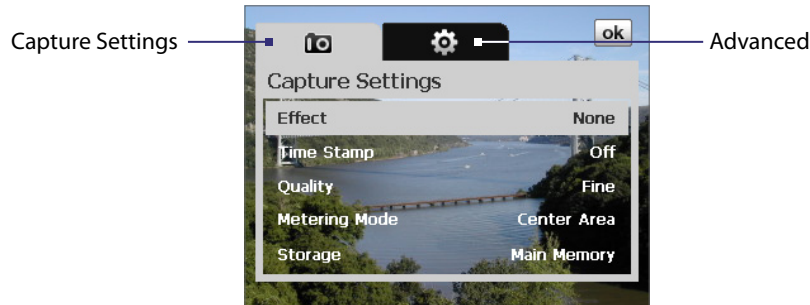 Capture Settings
Advanced
ok
Capture Settings
Effect None
Time Stamp Off
Quality Fine
Metering Mode Center Area
Storage Main Memory